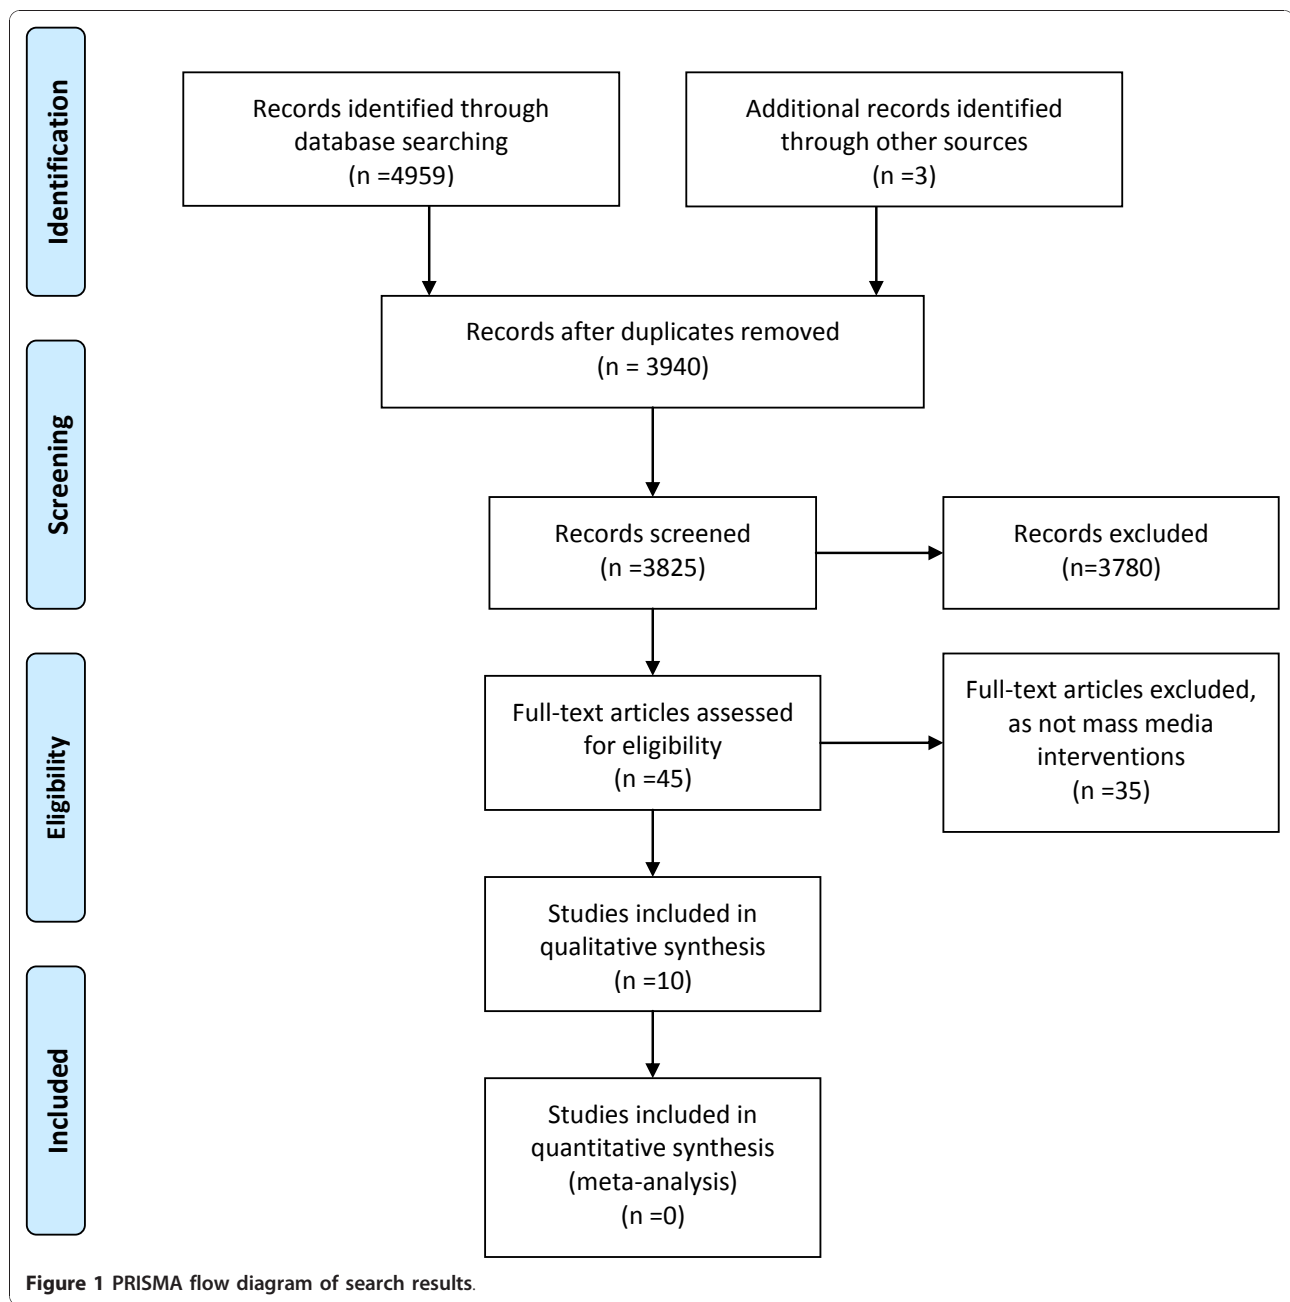 Identification
Records identified through
database searching
(n =4959)
Additional records identified
through other sources
(n =3)
Records after duplicates removed
(n = 3940)
Screening
Records screened
(n =3825)
Records excluded
(n=3780)
Eligibility
Full-text articles assessed
for eligibility
(n =45)
Full-text articles excluded,
as not mass media
interventions
(n =35)
Studies included in
qualitative synthesis
(n =10)
Included
Studies included in
quantitative synthesis
(meta-analysis)
(n =0)
Figure 1 PRISMA flow diagram of search results.